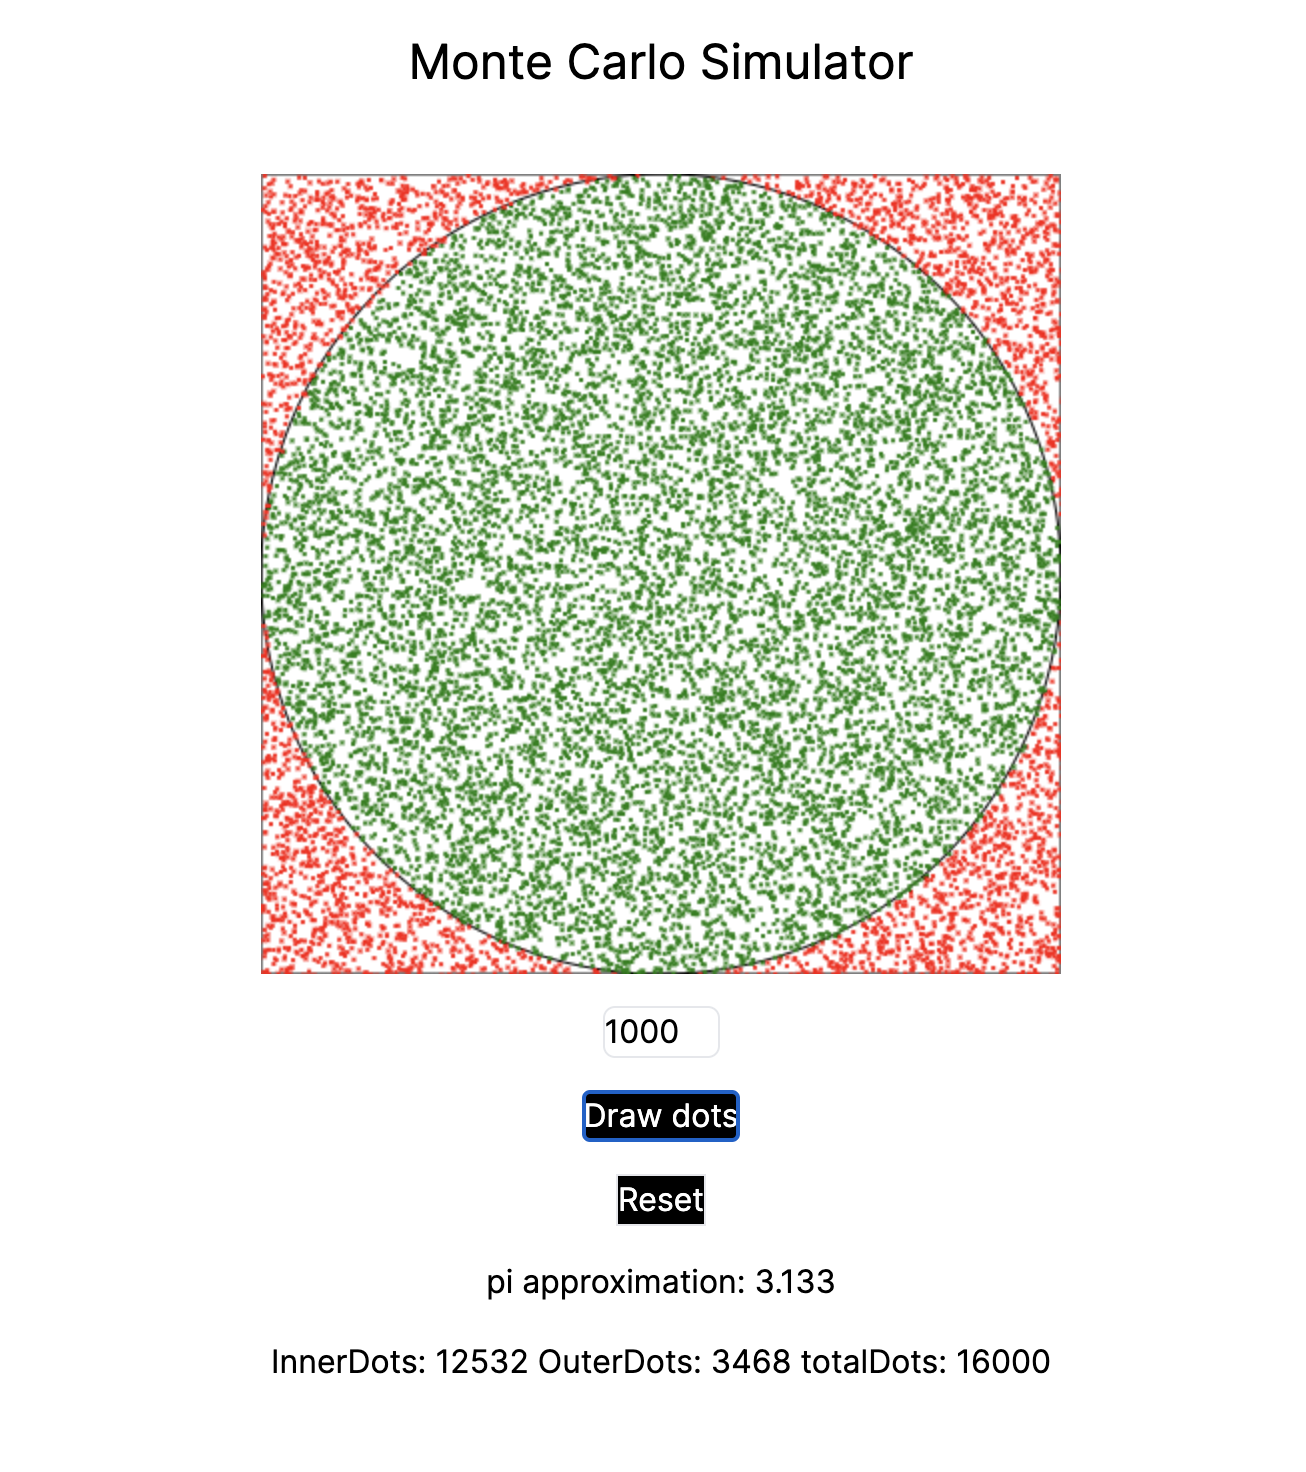 Monte Carlo Simulator
1000
Draw dots
Reset
pi approximation: 3.133
InnerDots: 12532 OuterDots: 3468 totalDots: 16000